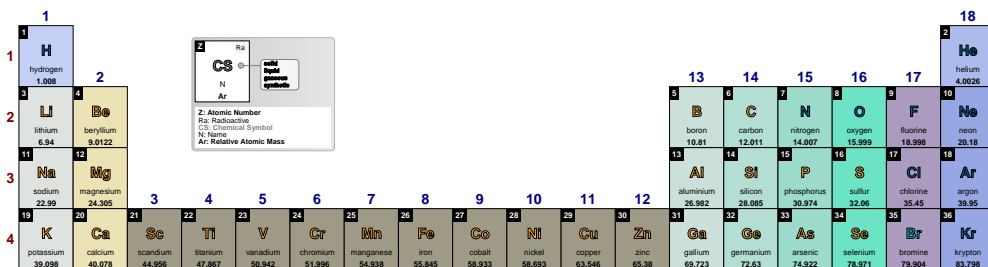 1 18
1 2
H He
hydrogen helium
1.008 4.0026
Z Ra
CS
N
Ar
solid
liquid
gaseous
synthetic
Z: Atomic Number
Ra: Radioactive
CS: Chemical Symbol
N: Name
Ar: Relative Atomic Mass
1
2 13 14 15 16 17
3 4 5 6 7 8 9 10
Li Be B C N O F Ne
lithium beryllium boron carbon nitrogen oxygen fluorine neon
6.94 9.0122 10.81 12.011 14.007 15.999 18.998 20.18
2
11 12 13 14 15 16 17 18
Na Mg Al Si P S Cl Ar
sodium magnesium aluminium silicon phosphorus sulfur chlorine argon
22.99 24.305 26.982 28.085 30.974 32.06 35.45 39.95
3
3 4 5 6 7 8 9 10 11 12
19 20 21 22 23 24 25 26 27 28 29 30 31 32 33 34 35 36
K Ca Sc Ti V Cr Mn Fe Co Ni Cu Zn Ga Ge As Se Br Kr
potassium calcium scandium titanium vanadium chromium manganese iron cobalt nickel copper zinc gallium germanium arsenic selenium bromine krypton
39.098 40.078 44.956 47.867 50.942 51.996 54.938 55.845 58.933 58.693 63.546 65.38 69.723 72.63 74.922 78.971 79.904 83.798
4